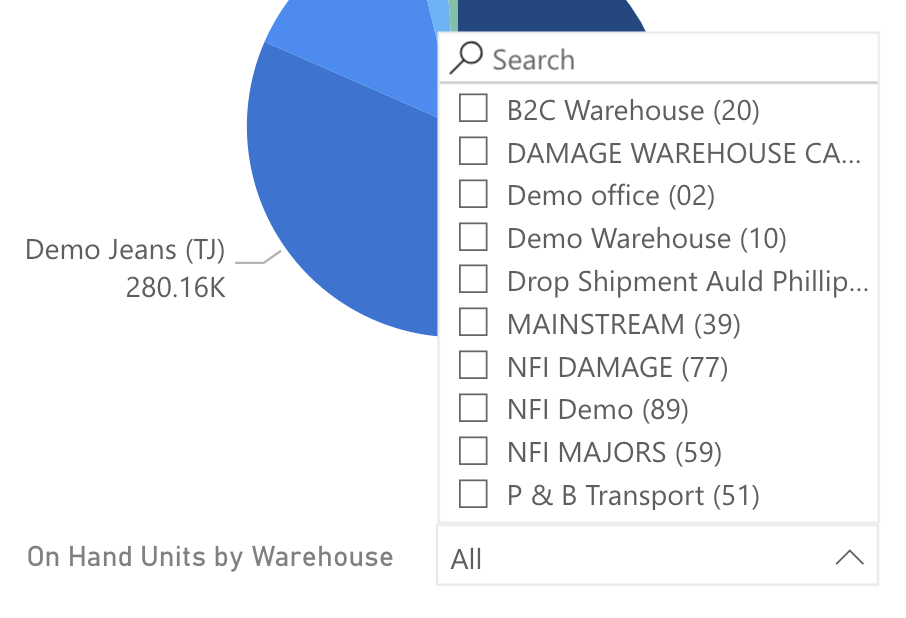 Search
B2C Warehouse (20)
DAMAGE WAREHOUSE CA...
Demo office (02)
Demo Warehouse (10)
Drop Shipment Auld Phillip...
MAINSTREAM (39)
NFI DAMAGE (77)
NFI Demo (89)
NFI MAJORS (59)
P & B Transport (51)
Demo Jeans (TJ)
280.16K
On Hand Units by Warehouse
All